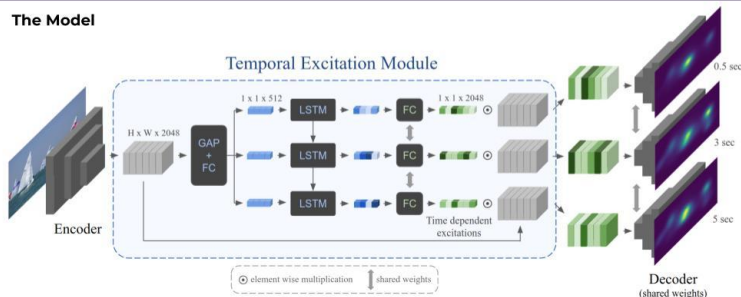 The Model
Temporal Excitation Module
0.5 sec
1 x 1 x 512
1 x 1 x 2048
LSTM
FC
H x W x 2048
GAP
+
FC
LSTM
FC
3 sec
LSTM
FC
5 sec
Encoder
Time dependent
excitations
element wise multiplication
shared weights
Decoder
(shared weights)